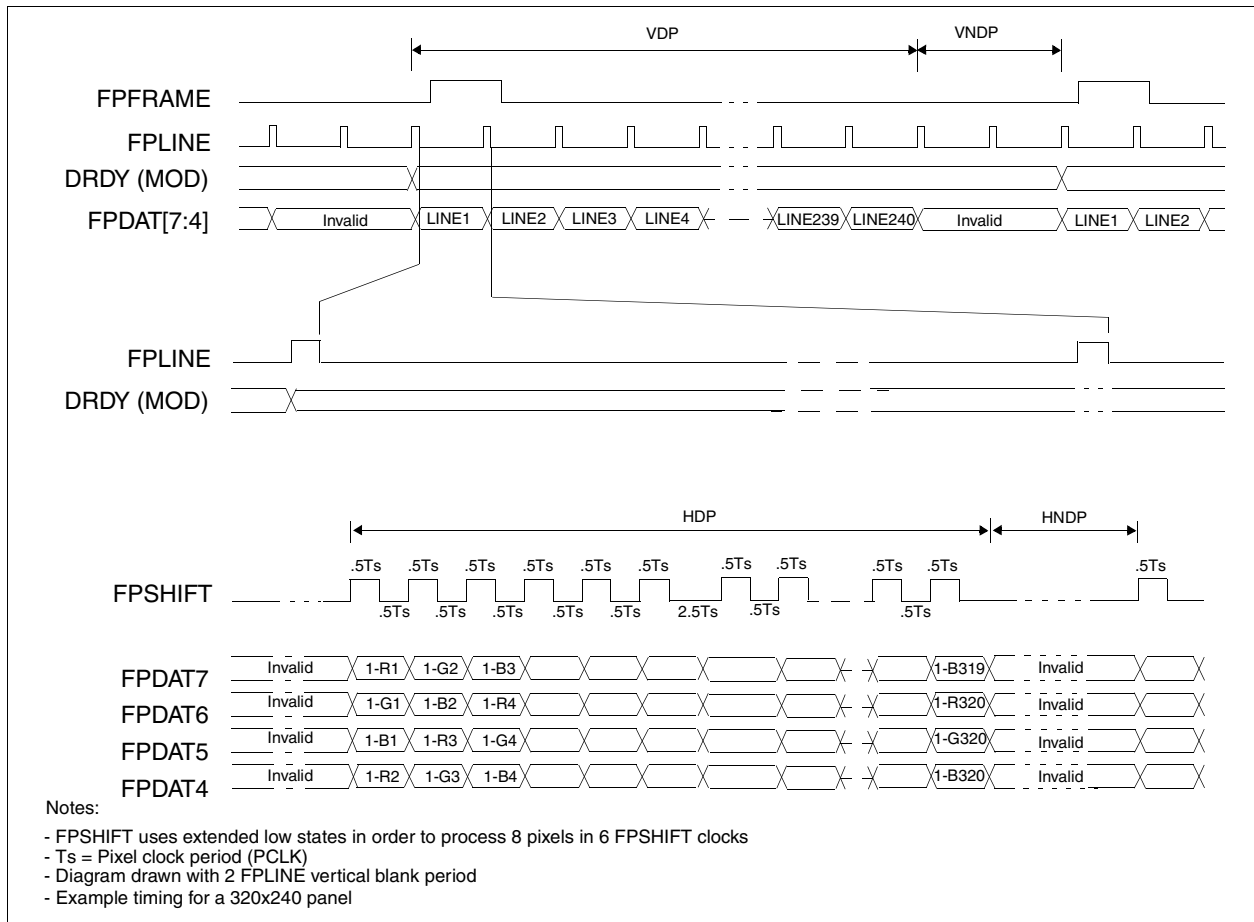 VDP VNDP
FPFRAME
FPLINE
DRDY (MOD)
FPDAT[7:4] Invalid LINE1 LINE2 LINE3 LINE4 LINE239 LINE240 Invalid LINE1 LINE2
FPLINE
DRDY (MOD)
HDP HNDP
.5Ts .5Ts .5Ts .5Ts .5Ts .5Ts .5Ts .5Ts .5Ts .5Ts .5Ts
FPSHIFT
.5Ts .5Ts .5Ts .5Ts .5Ts 2.5Ts .5Ts .5Ts
Invalid 1-R1 1-G2 1-B3 1-B319 Invalid
FPDAT7
Invalid 1-G1 1-B2 1-R4 1-R320 Invalid
FPDAT6
Invalid 1-B1 1-R3 1-G4 1-G320 Invalid
FPDAT5
Invalid 1-R2 1-G3 1-B4 1-B320 Invalid
FPDAT4
Notes:
- FPSHIFT uses extended low states in order to process 8 pixels in 6 FPSHIFT clocks
- Ts = Pixel clock period (PCLK)
- Diagram drawn with 2 FPLINE vertical blank period
- Example timing for a 320x240 panel